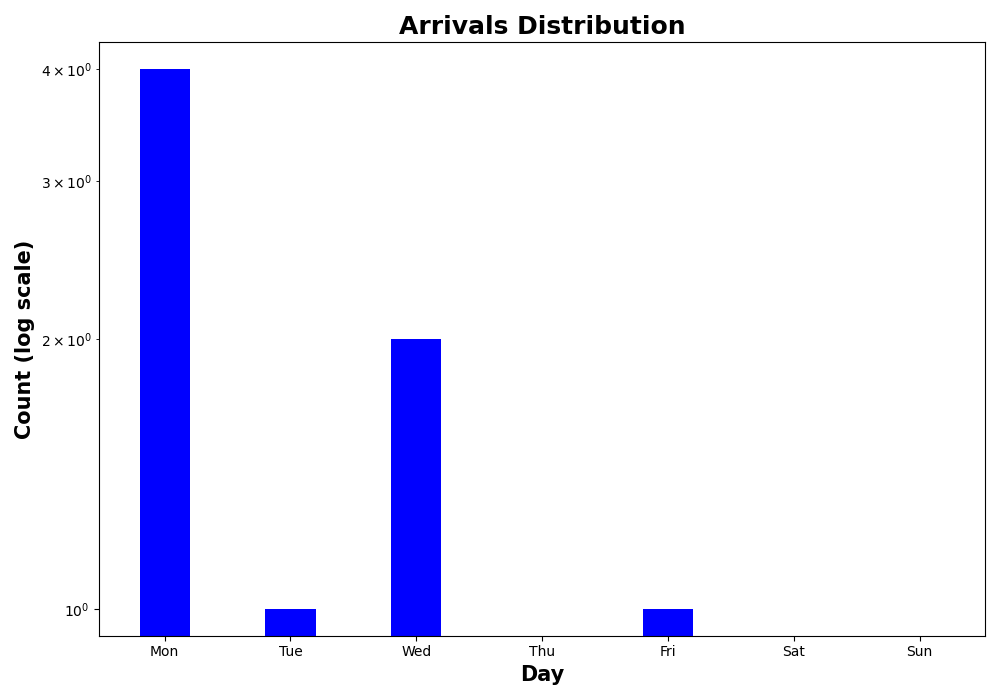 Arrivals Distribution
Count (log scale)
4 × 10⁰
3 × 10⁰
2 × 10⁰
10⁰
Mon Tue Wed Thu Fri Sat Sun
Day